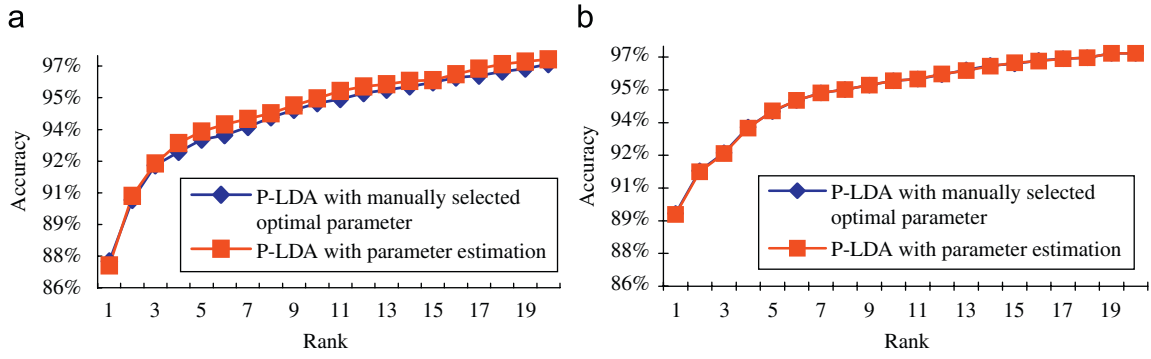 a
Accuracy
97%
95%
94%
92%
91%
89%
88%
86%
P-LDA with manually selected
optimal parameter
P-LDA with parameter estimation
1 3 5 7 9 11 13 15 17 19
Rank
b
Accuracy
97%
95%
94%
92%
91%
89%
88%
86%
P-LDA with manually selected
optimal parameter
P-LDA with parameter estimation
1 3 5 7 9 11 13 15 17 19
Rank